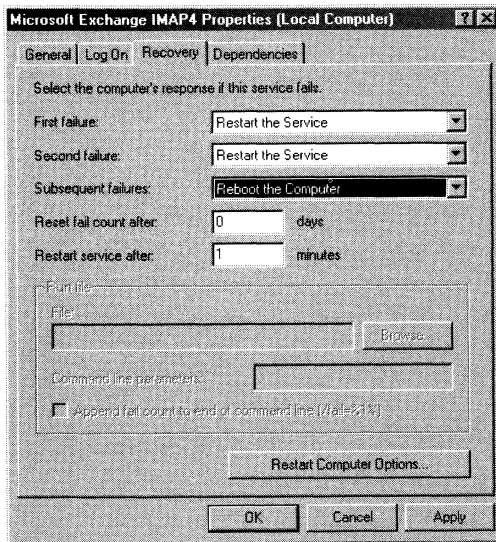 Microsoft Exchange IMAP4 Properties (Local Computer) ? X
General Log On Recovery Dependencies
Select the computer's response if this service fails.
First failure: Restart the Service
Second failure: Restart the Service
Subsequent failures: Reboot the Computer
Reset fail count after: 0 days
Restart service after: 1 minutes
Run file
File:
Browse...
Command line parameters:
Append fail count to end of command line (/fail=%1%)
Restart Computer Options...
OK Cancel Apply